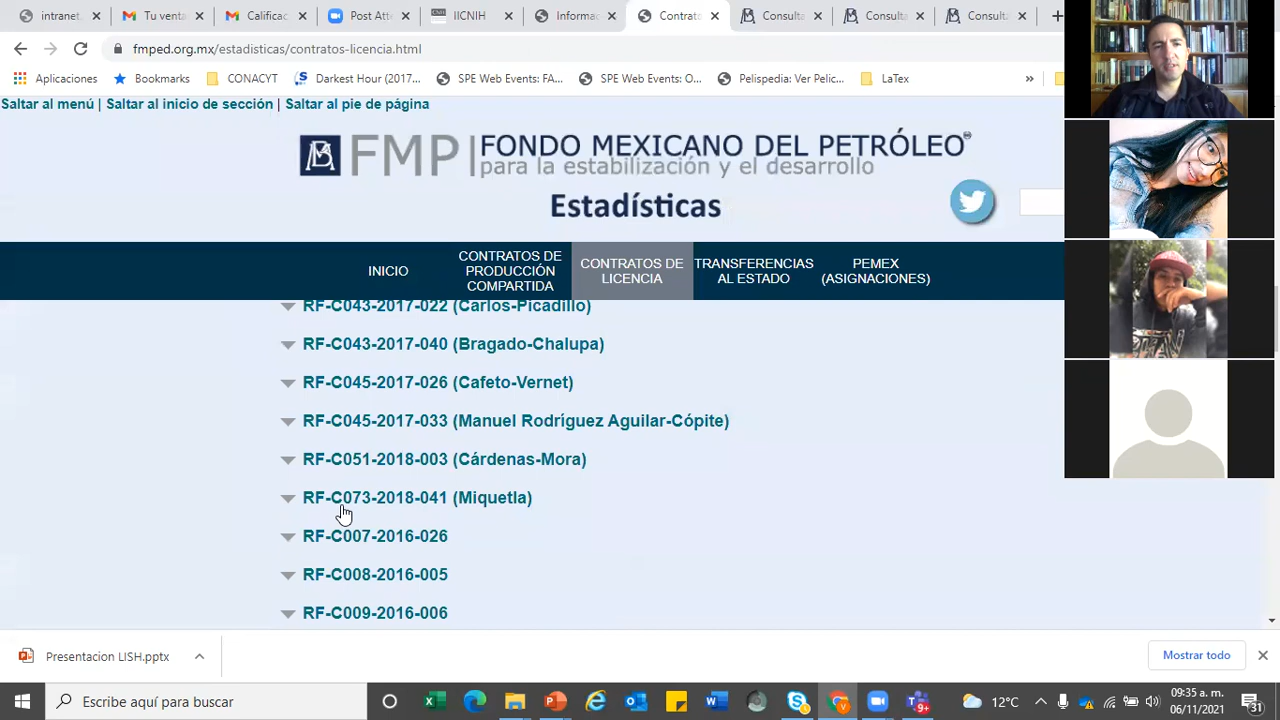 intranet.
Tu venta
Calificac
Post Atte
IICNIH
Informac
Contrato
Consulta
Consulta
Consulta
fmped.org.mx/estadisticas/contratos-licencia.html
Aplicaciones
Bookmarks
CONACYT
Darkest Hour (2017...
SPE Web Events: FA...
SPE Web Events: O...
Pelispedia: Ver Pelic...
LaTex
»
Saltar al menú | Saltar al inicio de sección | Saltar al pie de página
FMP | FONDO MEXICANO DEL PETRÓLEO
para la estabilización y el desarrollo
Estadísticas
INICIO
CONTRATOS DE
PRODUCCIÓN
COMPARTIDA
CONTRATOS DE
LICENCIA
TRANSFERENCIAS
AL ESTADO
PEMEX
(ASIGNACIONES)
RF-C043-2017-022 (Carlos-Picadillo)
RF-C043-2017-040 (Bragado-Chalupa)
RF-C045-2017-026 (Cafeto-Vernet)
RF-C045-2017-033 (Manuel Rodríguez Aguilar-Cópite)
RF-C051-2018-003 (Cárdenas-Mora)
RF-C073-2018-041 (Miquetla)
RF-C007-2016-026
RF-C008-2016-005
RF-C009-2016-006
Presentacion LISH.pptx
Mostrar todo
Escribe aquí para buscar
12°C
09:35 a. m.
06/11/2021
31